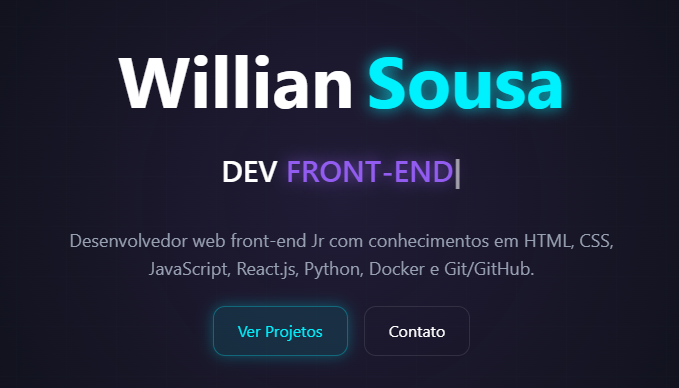 Willian Sousa
DEV FRONT-END|
Desenvolvedor web front-end Jr com conhecimentos em HTML, CSS,
JavaScript, React.js, Python, Docker e Git/GitHub.
Ver Projetos Contato